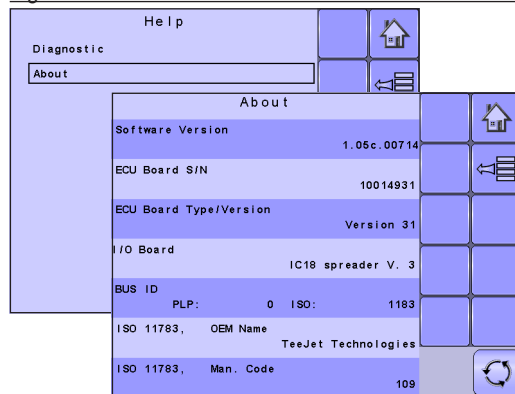 Help
Diagnostic
About
About
Software Version
1.05c.00714
ECU Board S/N
10014931
ECU Board Type/Version
Version 31
I/O Board
IC18 spreader V. 3
BUS ID
PLP: 0 ISO: 1183
ISO 11783, OEM Name
TeeJet Technologies
ISO 11783, Man. Code
109